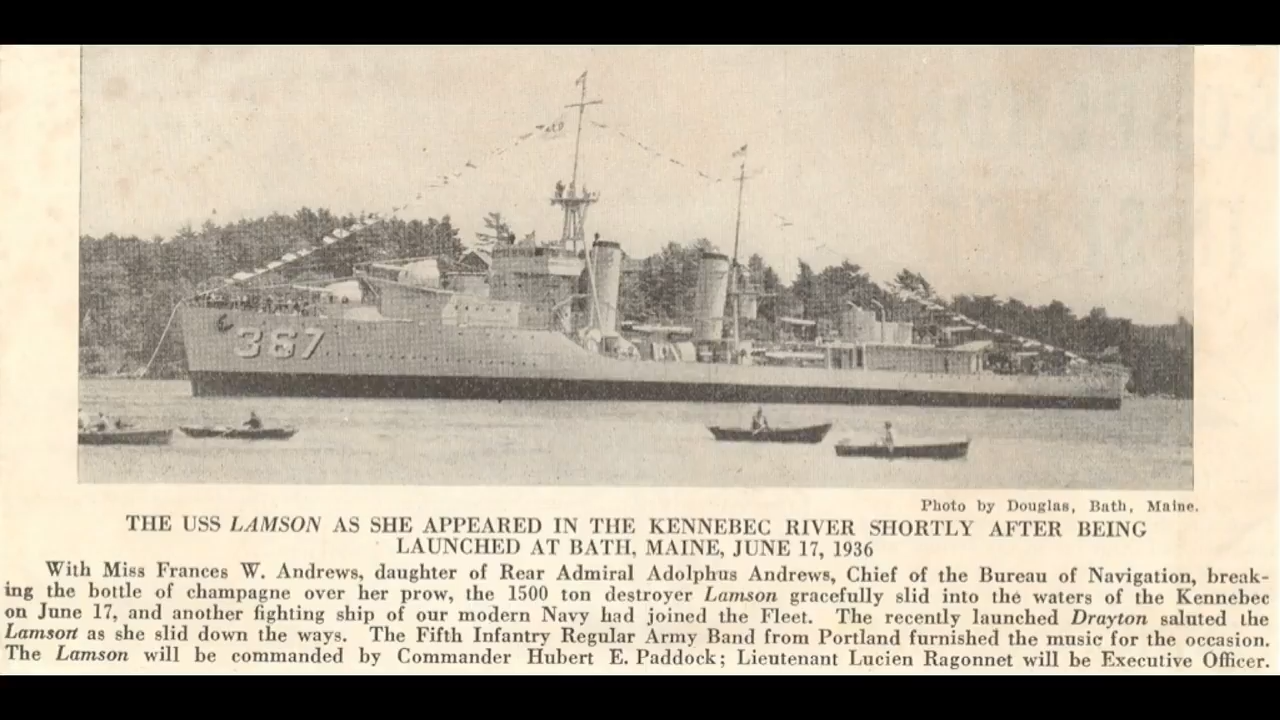 367
Photo by Douglas, Bath, Maine.
THE USS LAMSON AS SHE APPEARED IN THE KENNEBEC RIVER SHORTLY AFTER BEING
LAUNCHED AT BATH, MAINE, JUNE 17, 1936
With Miss Frances W. Andrews, daughter of Rear Admiral Adolphus Andrews, Chief of the Bureau of Navigation, break-
ing the bottle of champagne over her prow, the 1500 ton destroyer Lamson gracefully slid into the waters of the Kennebec
on June 17, and another fighting ship of our modern Navy had joined the Fleet. The recently launched Drayton saluted the
Lamsort as she slid down the ways. The Fifth Infantry Regular Army Band from Portland furnished the music for the occasion.
The Lamson will be commanded by Commander Hubert E. Paddock; Lieutenant Lucien Ragonnet will be Executive Officer.